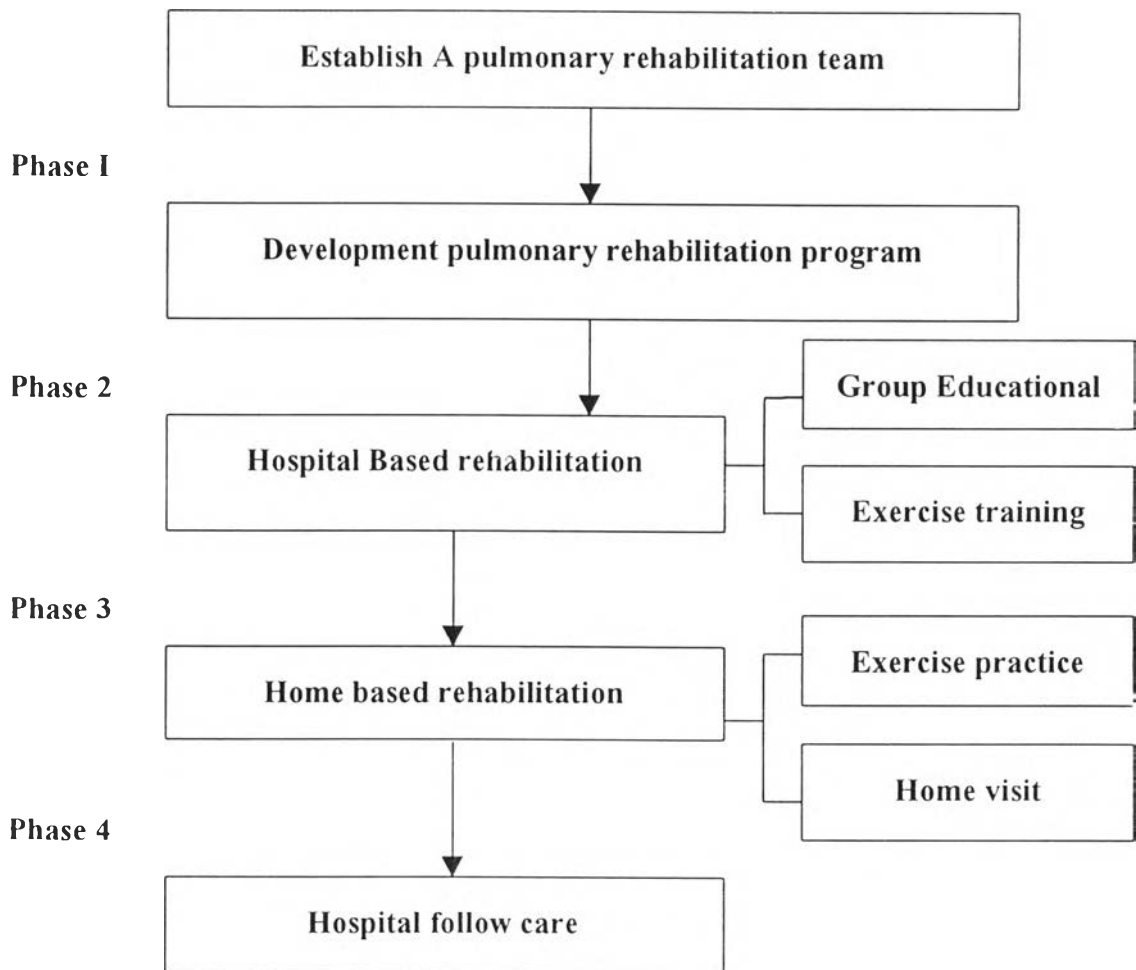 Establish A pulmonary rehabilitation team
Phase I
Development pulmonary rehabilitation program
Phase 2
Group Educational
Hospital Based rehabilitation
Exercise training
Phase 3
Exercise practice
Home based rehabilitation
Home visit
Phase 4
Hospital follow care